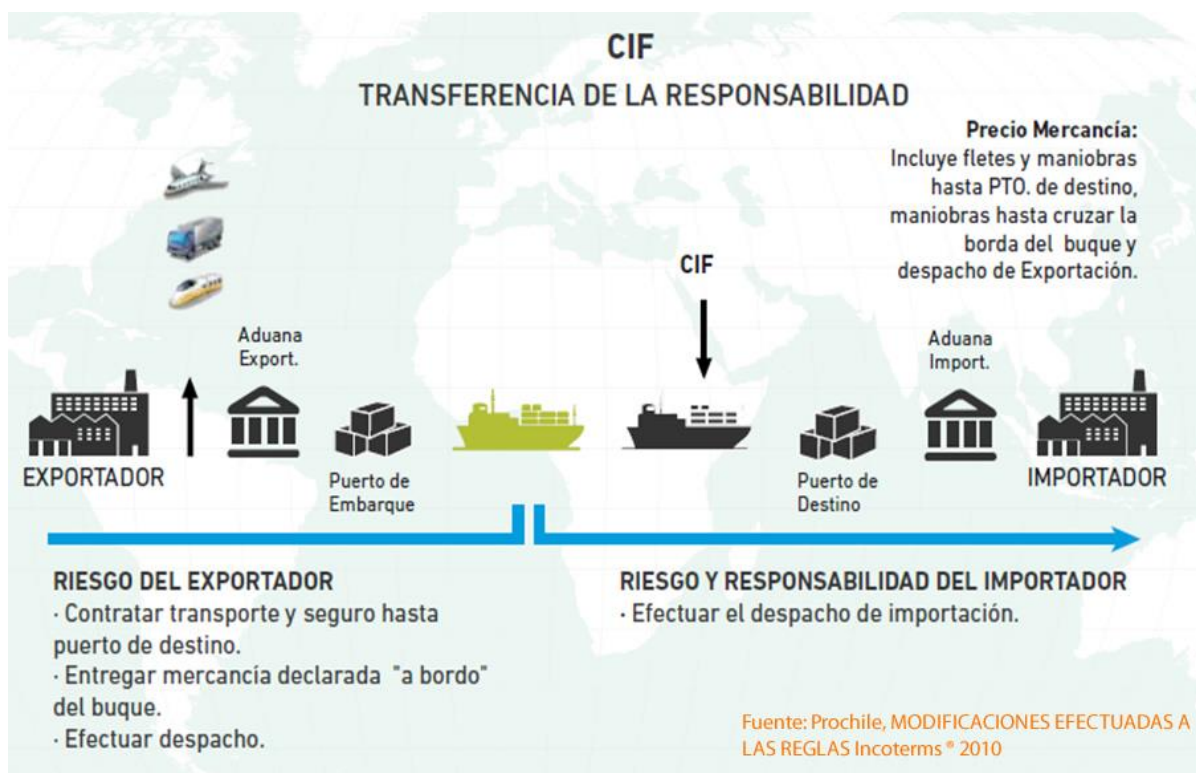 CIF
TRANSFERENCIA DE LA RESPONSABILIDAD
Precio Mercancía:
Incluye fletes y maniobras
hasta PTO. de destino,
maniobras hasta cruzar la
borda del buque y
despacho de Exportación.
CIF
Aduana
Export.
Aduana
Import.
EXPORTADOR
Puerto de
Embarque
Puerto de
Destino
IMPORTADOR
RIESGO DEL EXPORTADOR
· Contratar transporte y seguro hasta
puerto de destino.
· Entregar mercancía declarada "a bordo"
del buque.
· Efectuar despacho.
RIESGO Y RESPONSABILIDAD DEL IMPORTADOR
· Efectuar el despacho de importación.
Fuente: Prochile, MODIFICACIONES EFECTUADAS A
LAS REGLAS Incoterms ® 2010